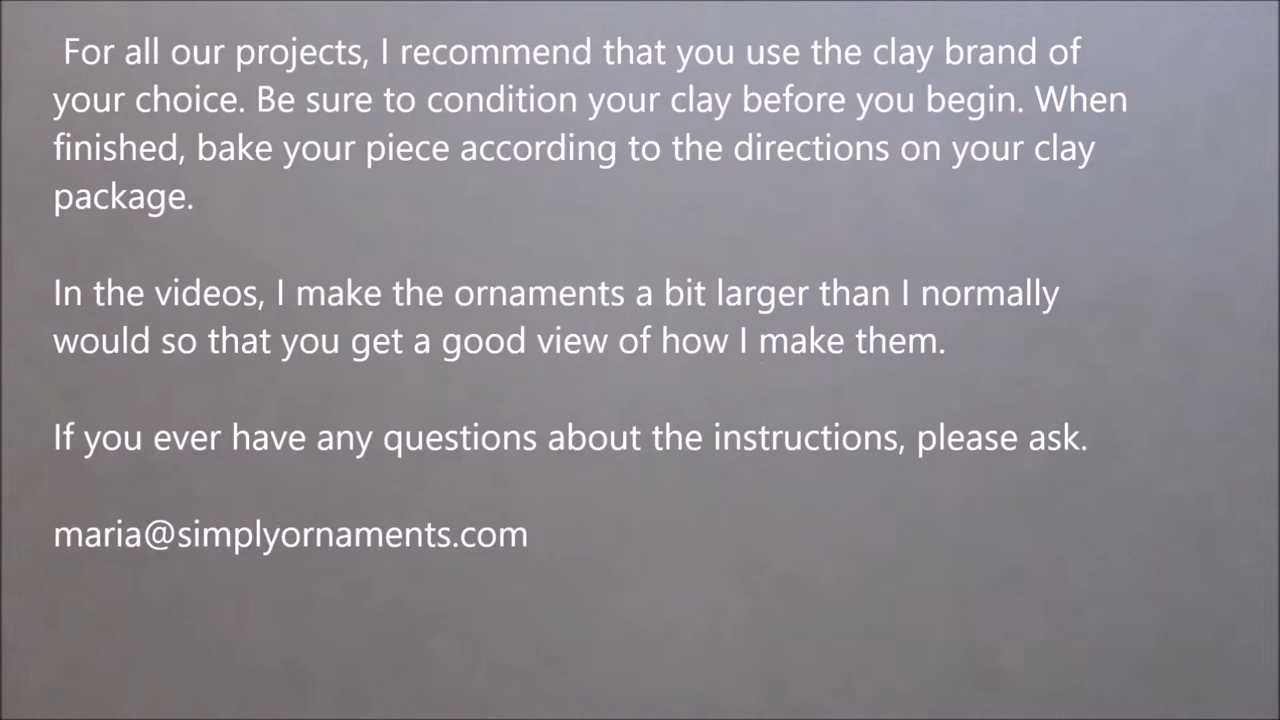 For all our projects, I recommend that you use the clay brand of
your choice. Be sure to condition your clay before you begin. When
finished, bake your piece according to the directions on your clay
package.
In the videos, I make the ornaments a bit larger than I normally
would so that you get a good view of how I make them.
If you ever have any questions about the instructions, please ask.
maria@simplyornaments.com